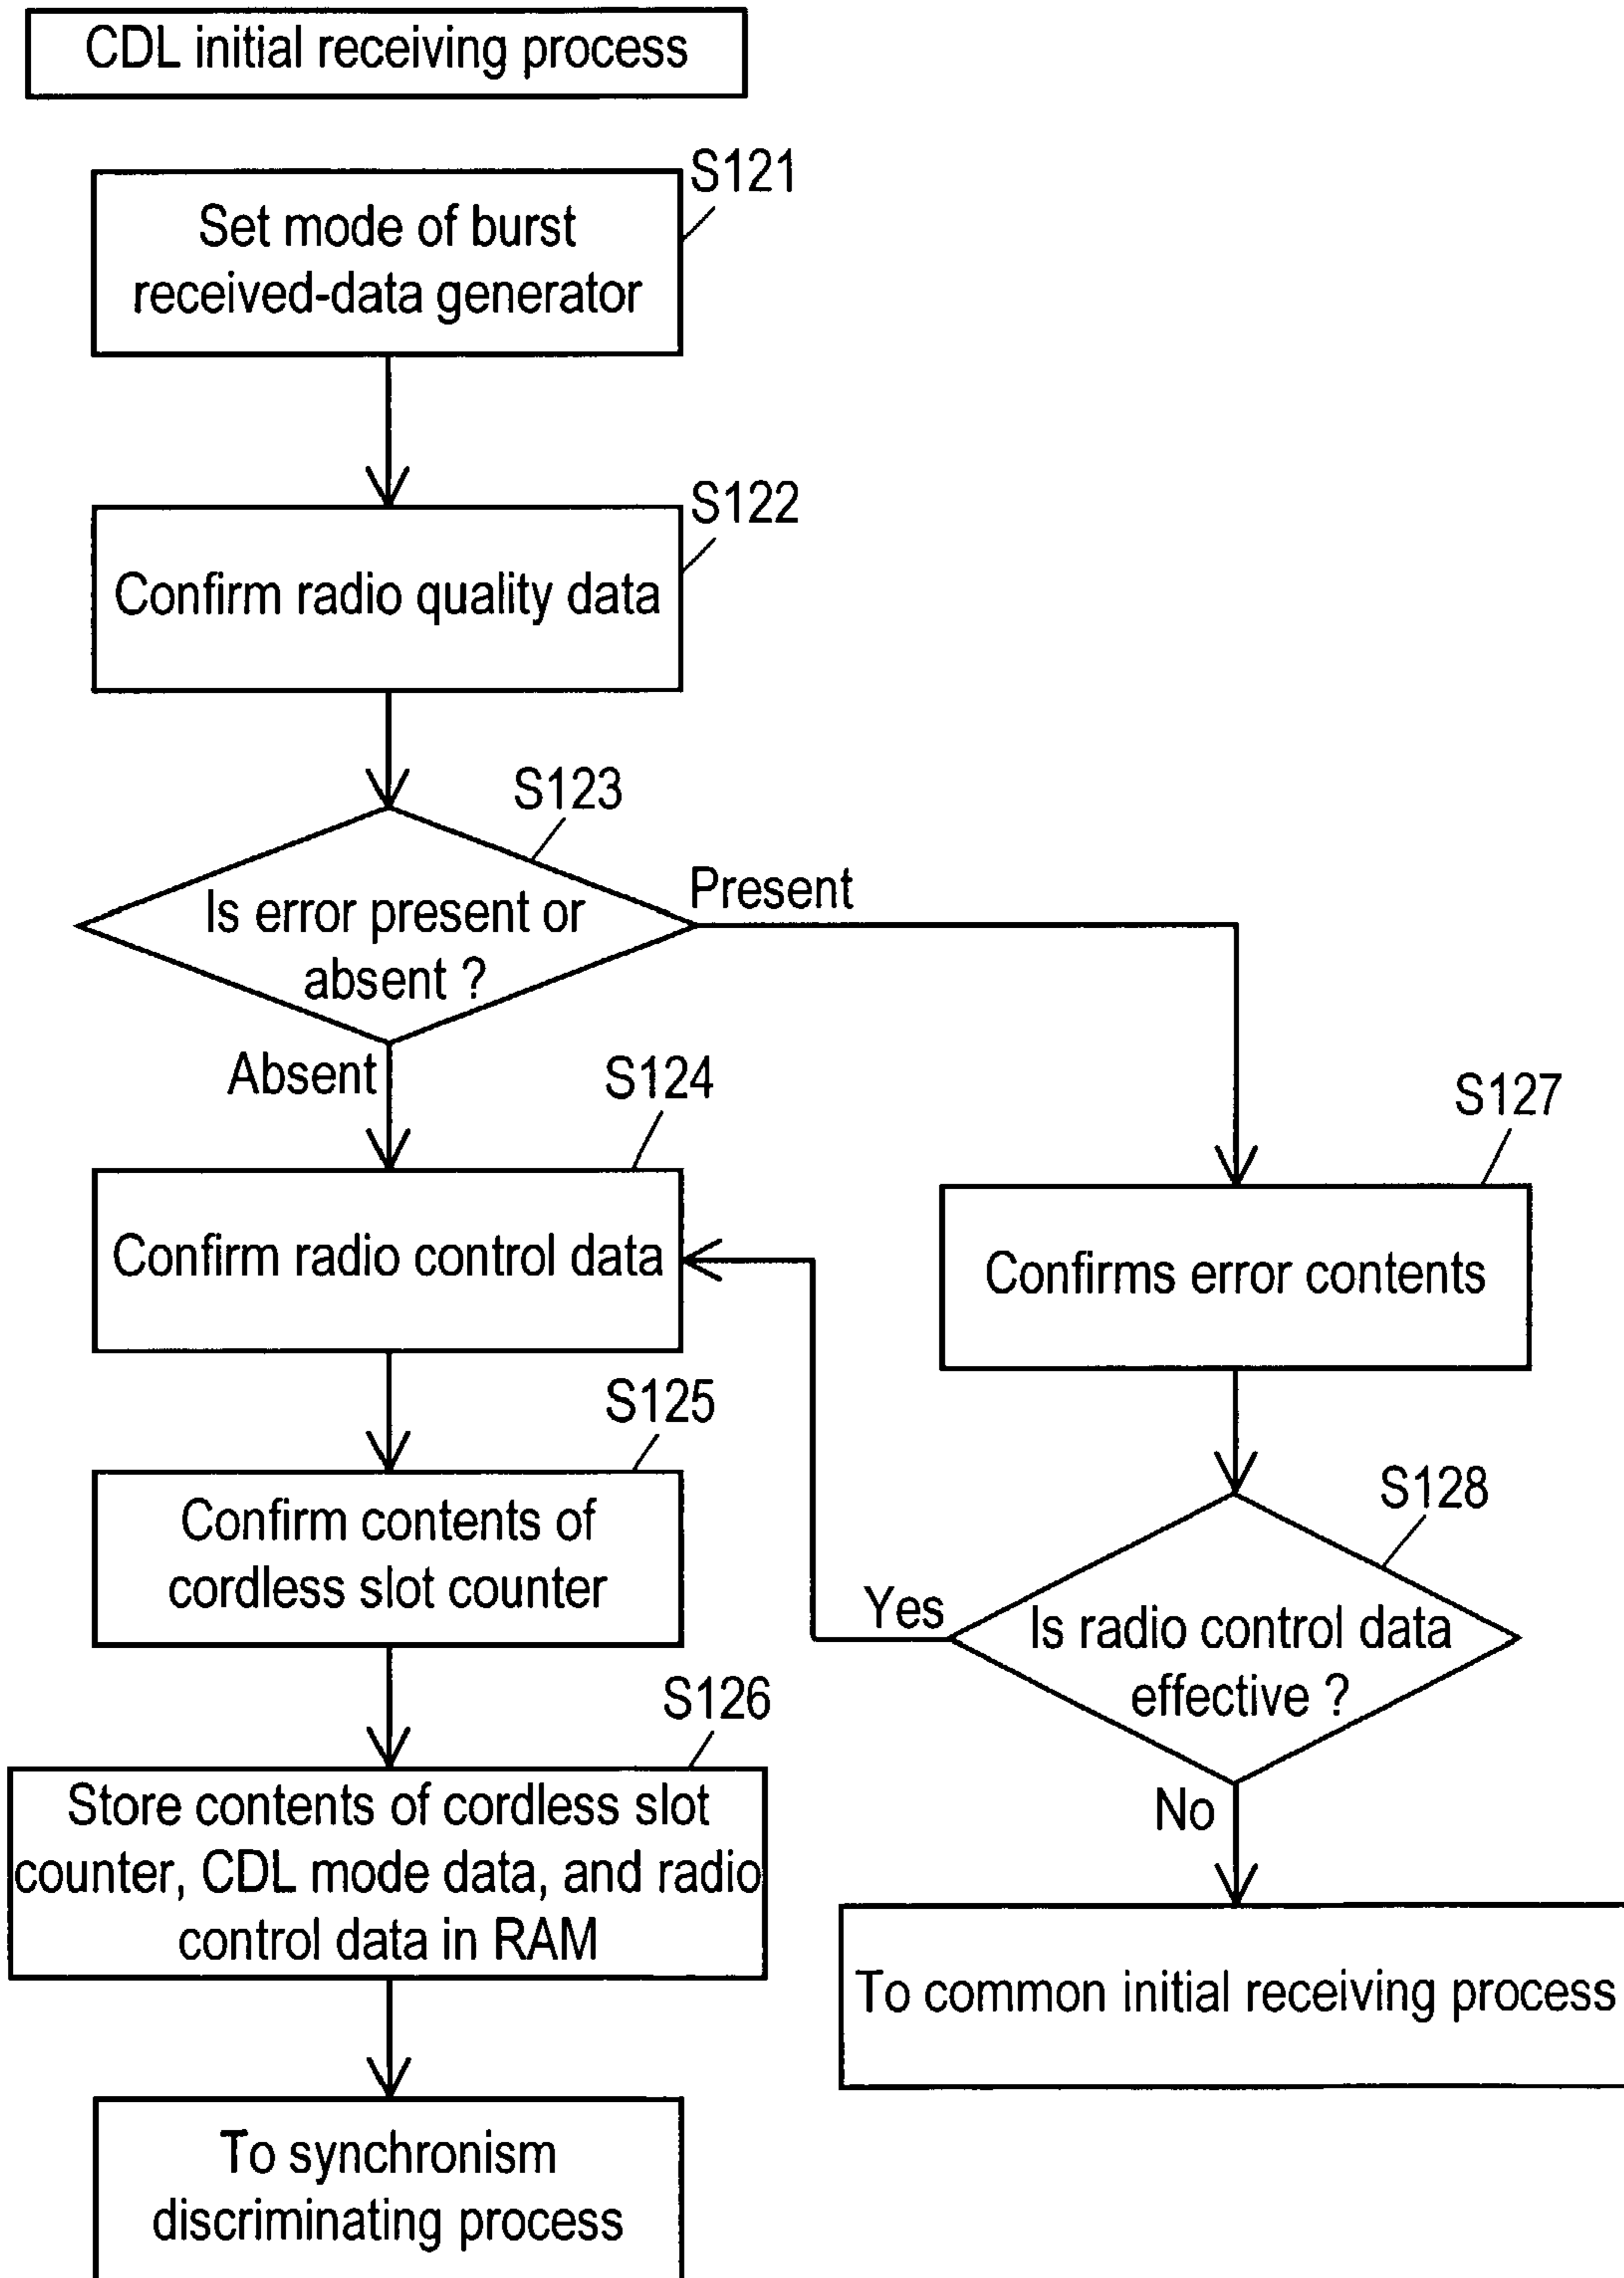 CDL initial receiving process
S121
Set mode of burst
received-data generator
S122
Confirm radio quality data
S123
Is error present or
absent ?
Present
Absent
S124
Confirm radio control data
S127
Confirms error contents
S125
Confirm contents of
cordless slot counter
S128
Is radio control data
effective ?
Yes
No
S126
Store contents of cordless slot
counter, CDL mode data, and radio
control data in RAM
To common initial receiving process
To synchronism
discriminating process